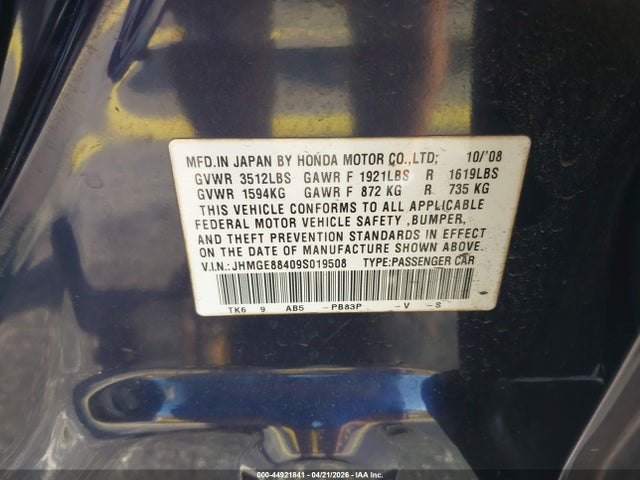 MFD.IN JAPAN BY HONDA MOTOR CO.,LTD; 10/'08
GVWR 3512LBS GAWR F 1921LBS R 1619LBS
GVWR 1594KG GAWR F 872 KG R 735 KG
THIS VEHICLE CONFORMS TO ALL APPLICABLE
FEDERAL MOTOR VEHICLE SAFETY ,BUMPER,
AND THEFT PREVENTION STANDARDS IN EFFECT
ON THE DATE OF MANUFACTURE SHOWN ABOVE.
V.I.N.: JHMGE88409S019508 TYPE:PASSENGER CAR
TK6 9 AB5 -PB83P -V -S
000-44921841 - 04/21/2026 - IAA